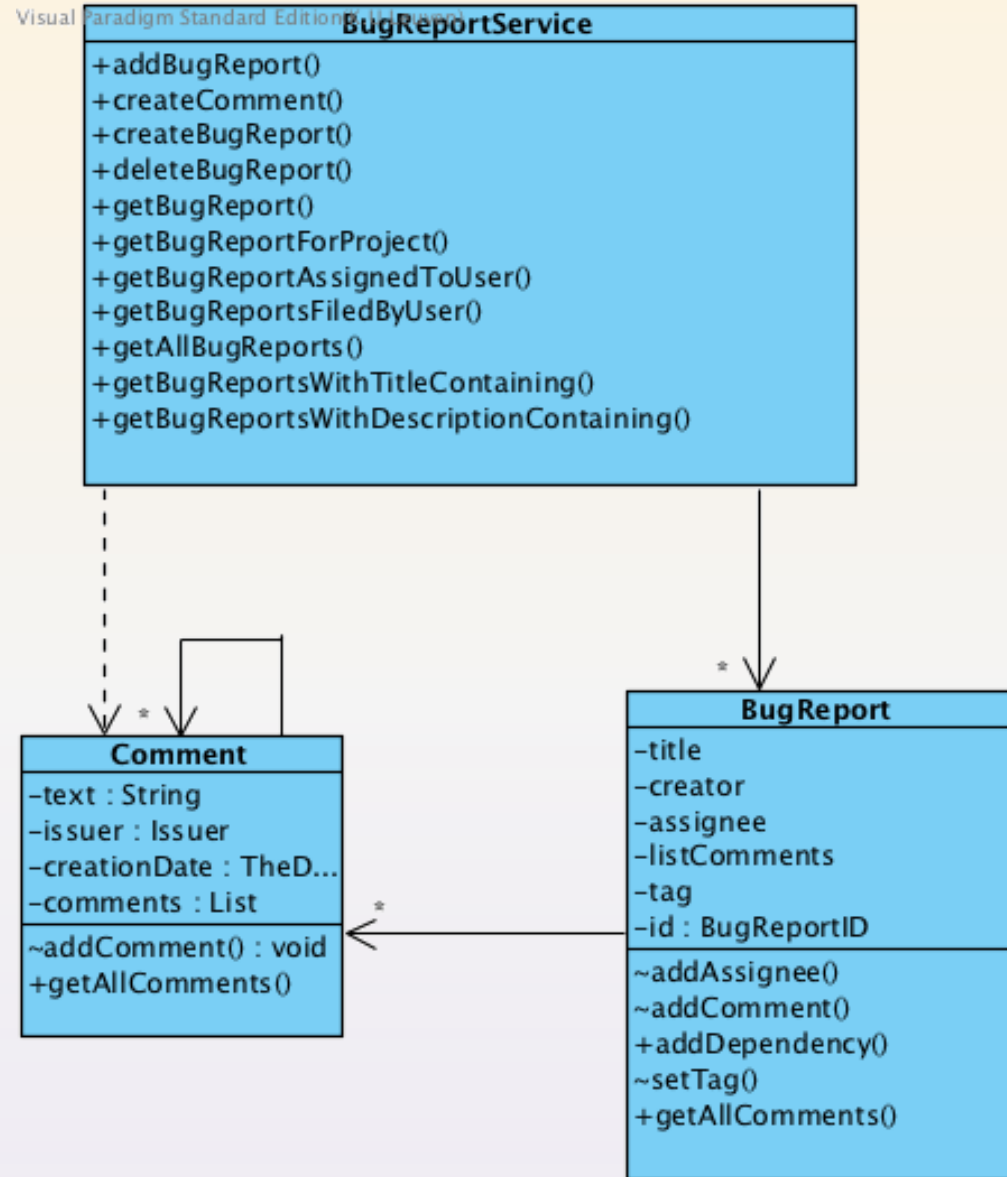 Visual Paradigm Standard Edition
BugReportService
+addBugReport()
+createComment()
+createBugReport()
+deleteBugReport()
+getBugReport()
+getBugReportForProject()
+getBugReportAssignedToUser()
+getBugReportsFiledByUser()
+getAllBugReports()
+getBugReportsWithTitleContaining()
+getBugReportsWithDescriptionContaining()
*
*
Comment
-text : String
-issuer : Issuer
-creationDate : TheD...
-comments : List
~addComment() : void
+getAllComments()
*
BugReport
-title
-creator
-assignee
-listComments
-tag
-id : BugReportID
~addAssignee()
~addComment()
+addDependency()
~setTag()
+getAllComments()